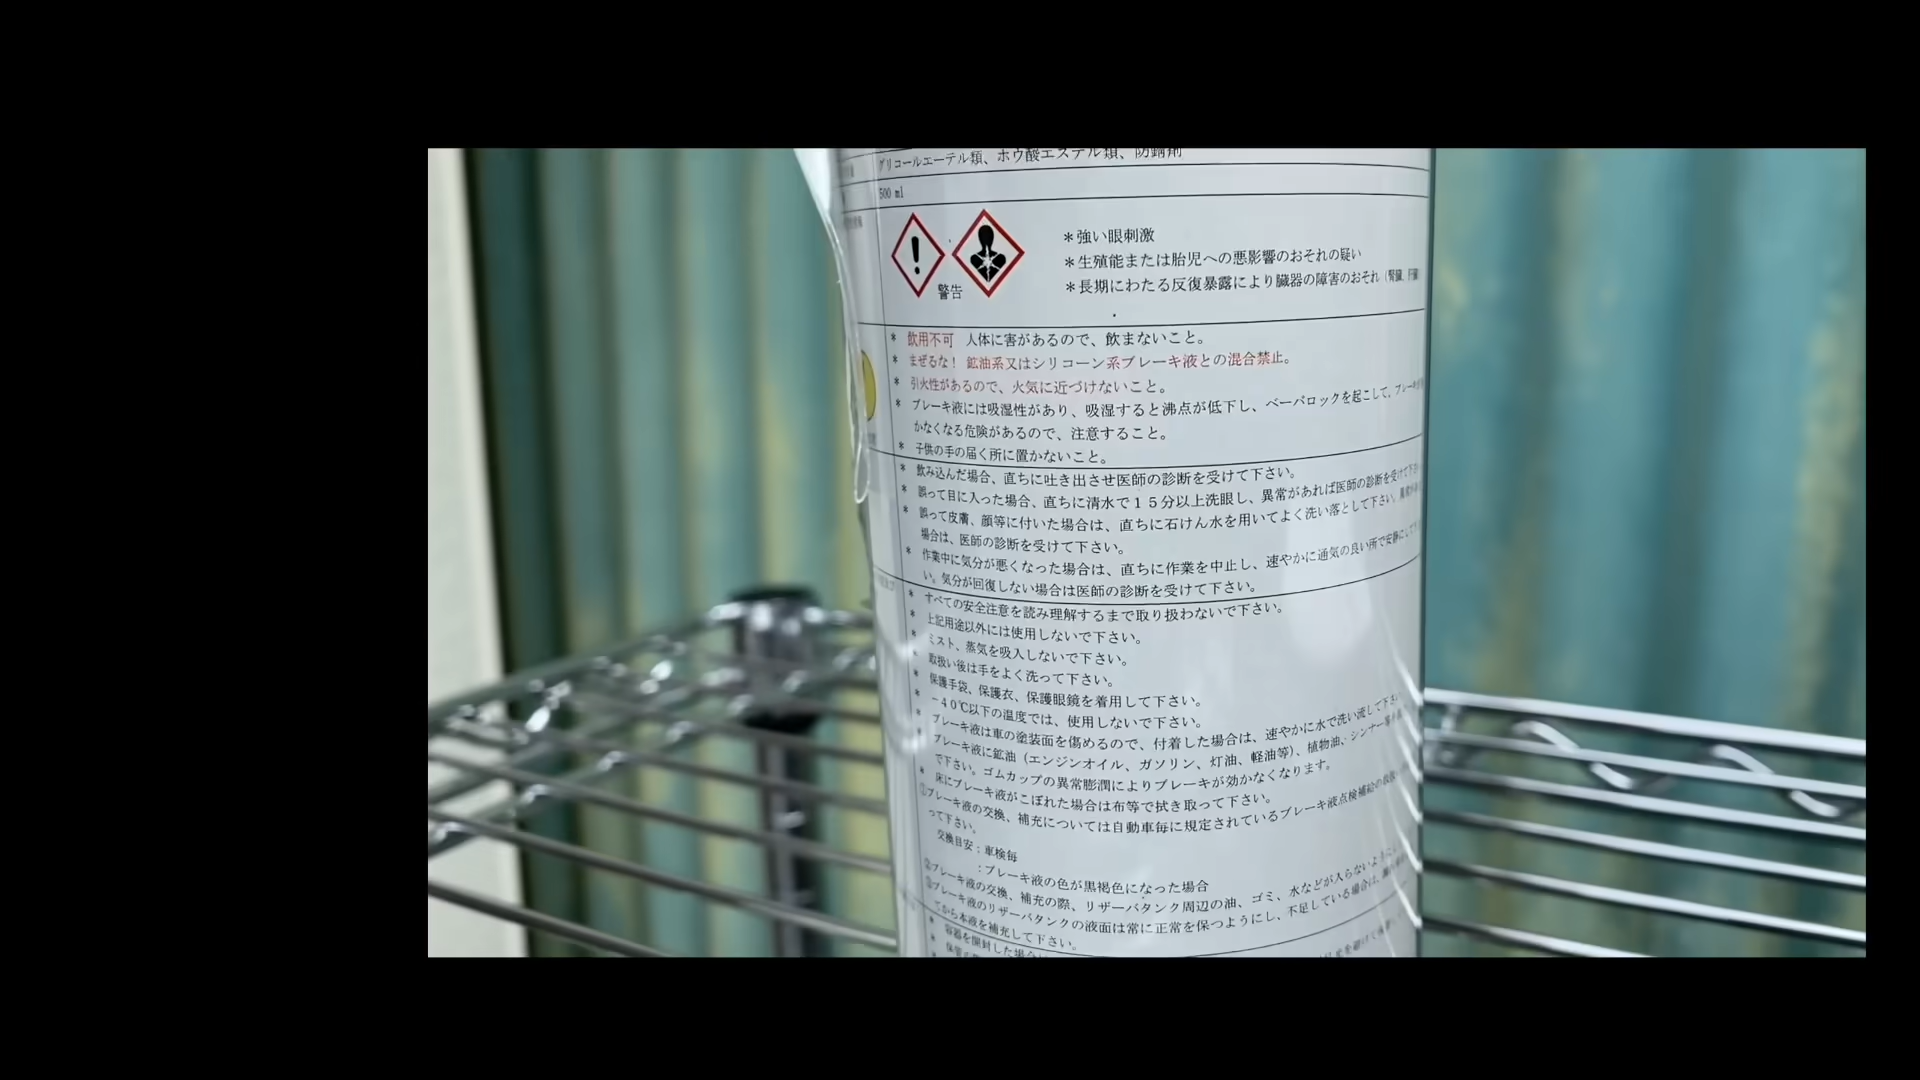 グリコールエーテル類、ホウ酸エステル類、防錆剤
500 ml
警告
＊強い眼刺激
＊生殖能または胎児への悪影響のおそれの疑い
＊長期にわたる反復暴露により臓器の障害のおそれ（腎臓、肝臓
＊ 飲用不可 人体に害があるので、飲まないこと。
＊ まぜるな！ 鉱油系又はシリコーン系ブレーキ液との混合禁止。
＊ 引火性があるので、火気に近づけないこと。
＊ ブレーキ液には吸湿性があり、吸湿すると沸点が低下し、ベーパロックを起こして、ブレーキ
かなくなる危険があるので、注意すること。
＊ 子供の手の届く所に置かないこと。
＊ 飲み込んだ場合、直ちに吐き出させ医師の診断を受けて下さい。
＊ 誤って目に入った場合、直ちに清水で１５分以上洗眼し、異常があれば医師の診断を受けて下さ
＊ 誤って皮膚、顔等に付いた場合は、直ちに石けん水を用いてよく洗い落として下さい。異常が
場合は、医師の診断を受けて下さい。
＊ 作業中に気分が悪くなった場合は、直ちに作業を中止し、速やかに通気の良い所で安静にして
い。気分が回復しない場合は医師の診断を受けて下さい。
＊ すべての安全注意を読み理解するまで取り扱わないで下さい。
＊ 上記用途以外には使用しないで下さい。
＊ ミスト、蒸気を吸入しないで下さい。
＊ 取扱い後は手をよく洗って下さい。
＊ 保護手袋、保護衣、保護眼鏡を着用して下さい。
＊ －４０℃以下の温度では、使用しないで下さい。
＊ ブレーキ液は車の塗装面を傷めるので、付着した場合は、速やかに水で洗い流して下さ
＊ ブレーキ液に鉱油（エンジンオイル、ガソリン、灯油、軽油等）、植物油、シンナー等
で下さい。ゴムカップの異常膨潤によりブレーキが効かなくなります。
＊ 床にブレーキ液がこぼれた場合は布等で拭き取って下さい。
①ブレーキ液の交換、補充については自動車毎に規定されているブレーキ液点検補給の
って下さい。
交換目安：車検毎
：ブレーキ液の色が黒褐色になった場合
②ブレーキ液の交換、補充の際、リザーバタンク周辺の油、ゴミ、水などが入らないように
③ブレーキ液のリザーバタンクの液面は常に正常を保つようにし、不足している場合は、
てから本液を補充して下さい。
＊ 容器を開封した場合